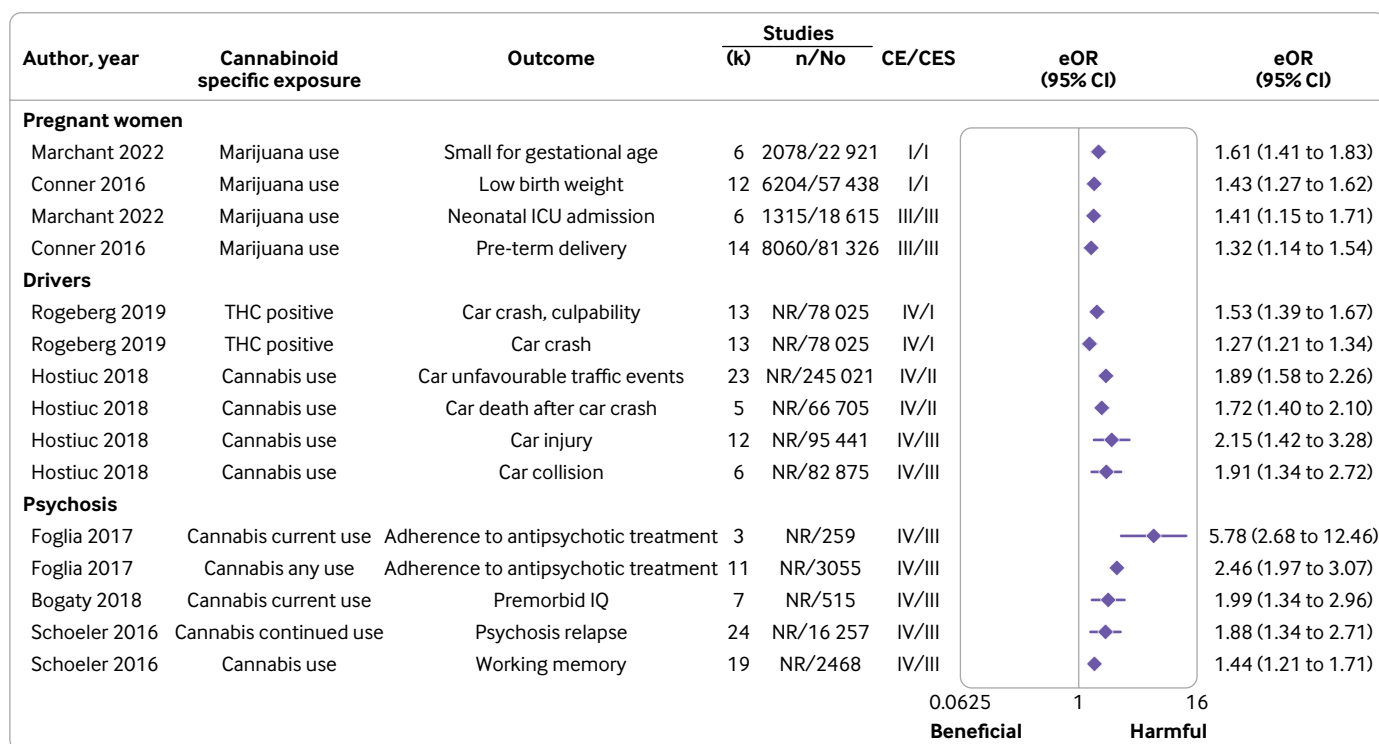 Studies
Author, year Cannabinoid specific exposure Outcome (k) n/No CE/CES eOR (95% CI) eOR (95% CI)
Pregnant women
Marchant 2022 Marijuana use Small for gestational age 6 2078/22 921 I/I 1.61 (1.41 to 1.83)
Conner 2016 Marijuana use Low birth weight 12 6204/57 438 I/I 1.43 (1.27 to 1.62)
Marchant 2022 Marijuana use Neonatal ICU admission 6 1315/18 615 III/III 1.41 (1.15 to 1.71)
Conner 2016 Marijuana use Pre-term delivery 14 8060/81 326 III/III 1.32 (1.14 to 1.54)
Drivers
Rogeberg 2019 THC positive Car crash, culpability 13 NR/78 025 IV/I 1.53 (1.39 to 1.67)
Rogeberg 2019 THC positive Car crash 13 NR/78 025 IV/I 1.27 (1.21 to 1.34)
Hostiuc 2018 Cannabis use Car unfavourable traffic events 23 NR/245 021 IV/II 1.89 (1.58 to 2.26)
Hostiuc 2018 Cannabis use Car death after car crash 5 NR/66 705 IV/II 1.72 (1.40 to 2.10)
Hostiuc 2018 Cannabis use Car injury 12 NR/95 441 IV/III 2.15 (1.42 to 3.28)
Hostiuc 2018 Cannabis use Car collision 6 NR/82 875 IV/III 1.91 (1.34 to 2.72)
Psychosis
Foglia 2017 Cannabis current use Adherence to antipsychotic treatment 3 NR/259 IV/III 5.78 (2.68 to 12.46)
Foglia 2017 Cannabis any use Adherence to antipsychotic treatment 11 NR/3055 IV/III 2.46 (1.97 to 3.07)
Bogaty 2018 Cannabis current use Premorbid IQ 7 NR/515 IV/III 1.99 (1.34 to 2.96)
Schoeler 2016 Cannabis continued use Psychosis relapse 24 NR/16 257 IV/III 1.88 (1.34 to 2.71)
Schoeler 2016 Cannabis use Working memory 19 NR/2468 IV/III 1.44 (1.21 to 1.71)
0.0625 1 16
Beneficial Harmful